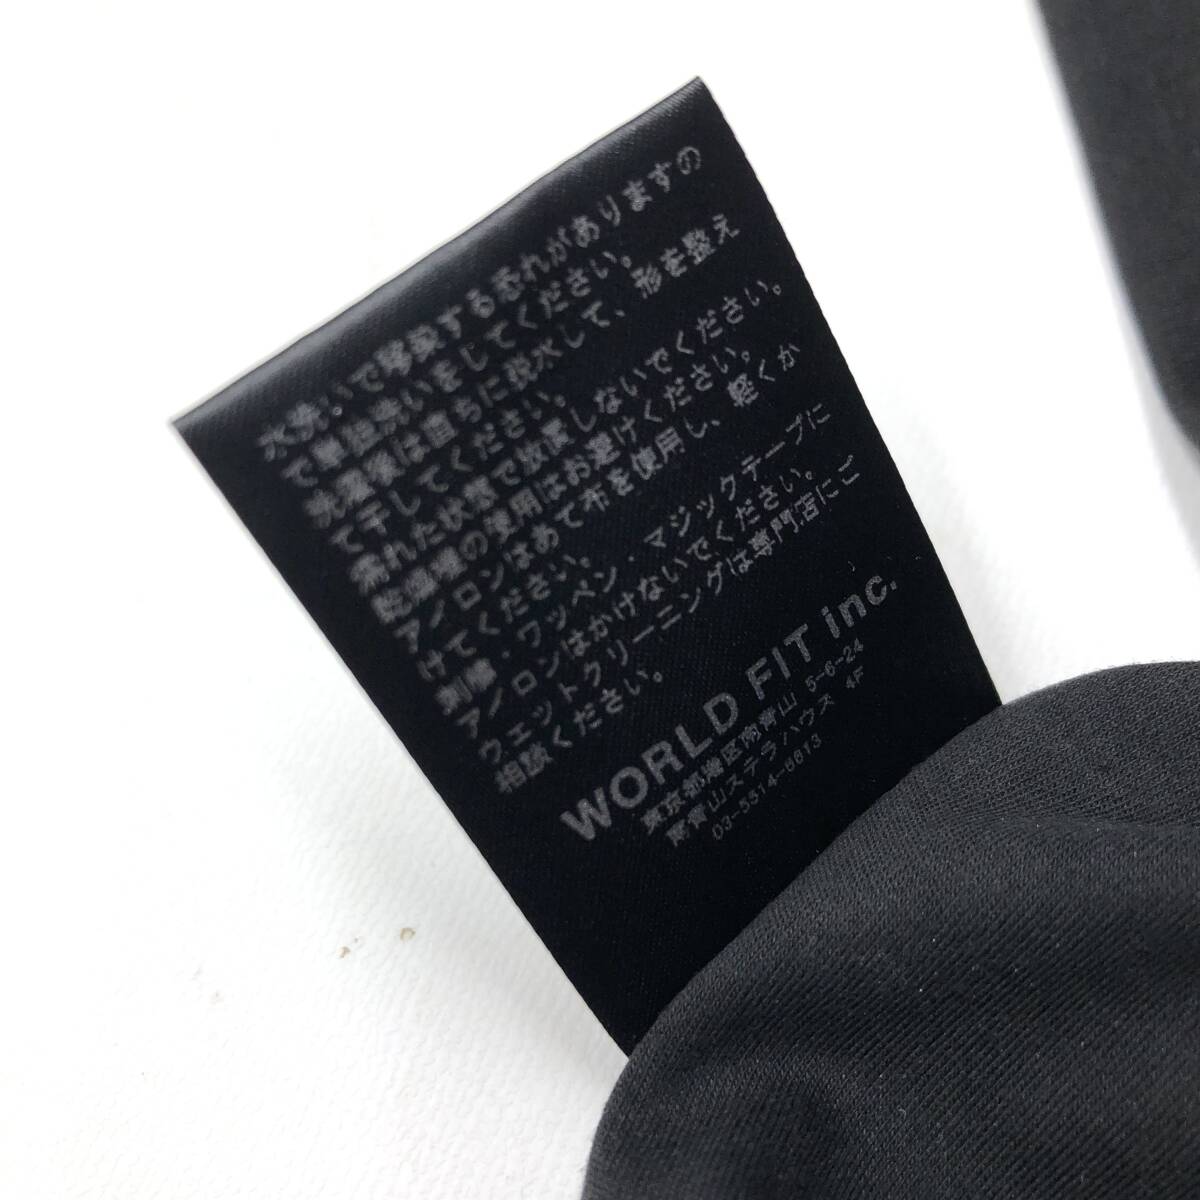 水洗いで移染する恐れがありますの
で単独洗いをしてください。
洗濯後は直ちに脱水して、形を整え
て干してください。
濡れた状態で放置しないでください。
乾燥機の使用はお避けください。
アイロンはあて布を使用し、軽くか
けてください。
刺繍・ワッペン・マジックテープに
アイロンはかけないでください。
ウェットクリーニングは専門店にご
相談ください。
WORLD FIT inc.
東京都港区南青山 5-6-24
南青山ステラハウス 4F
03-5514-8613